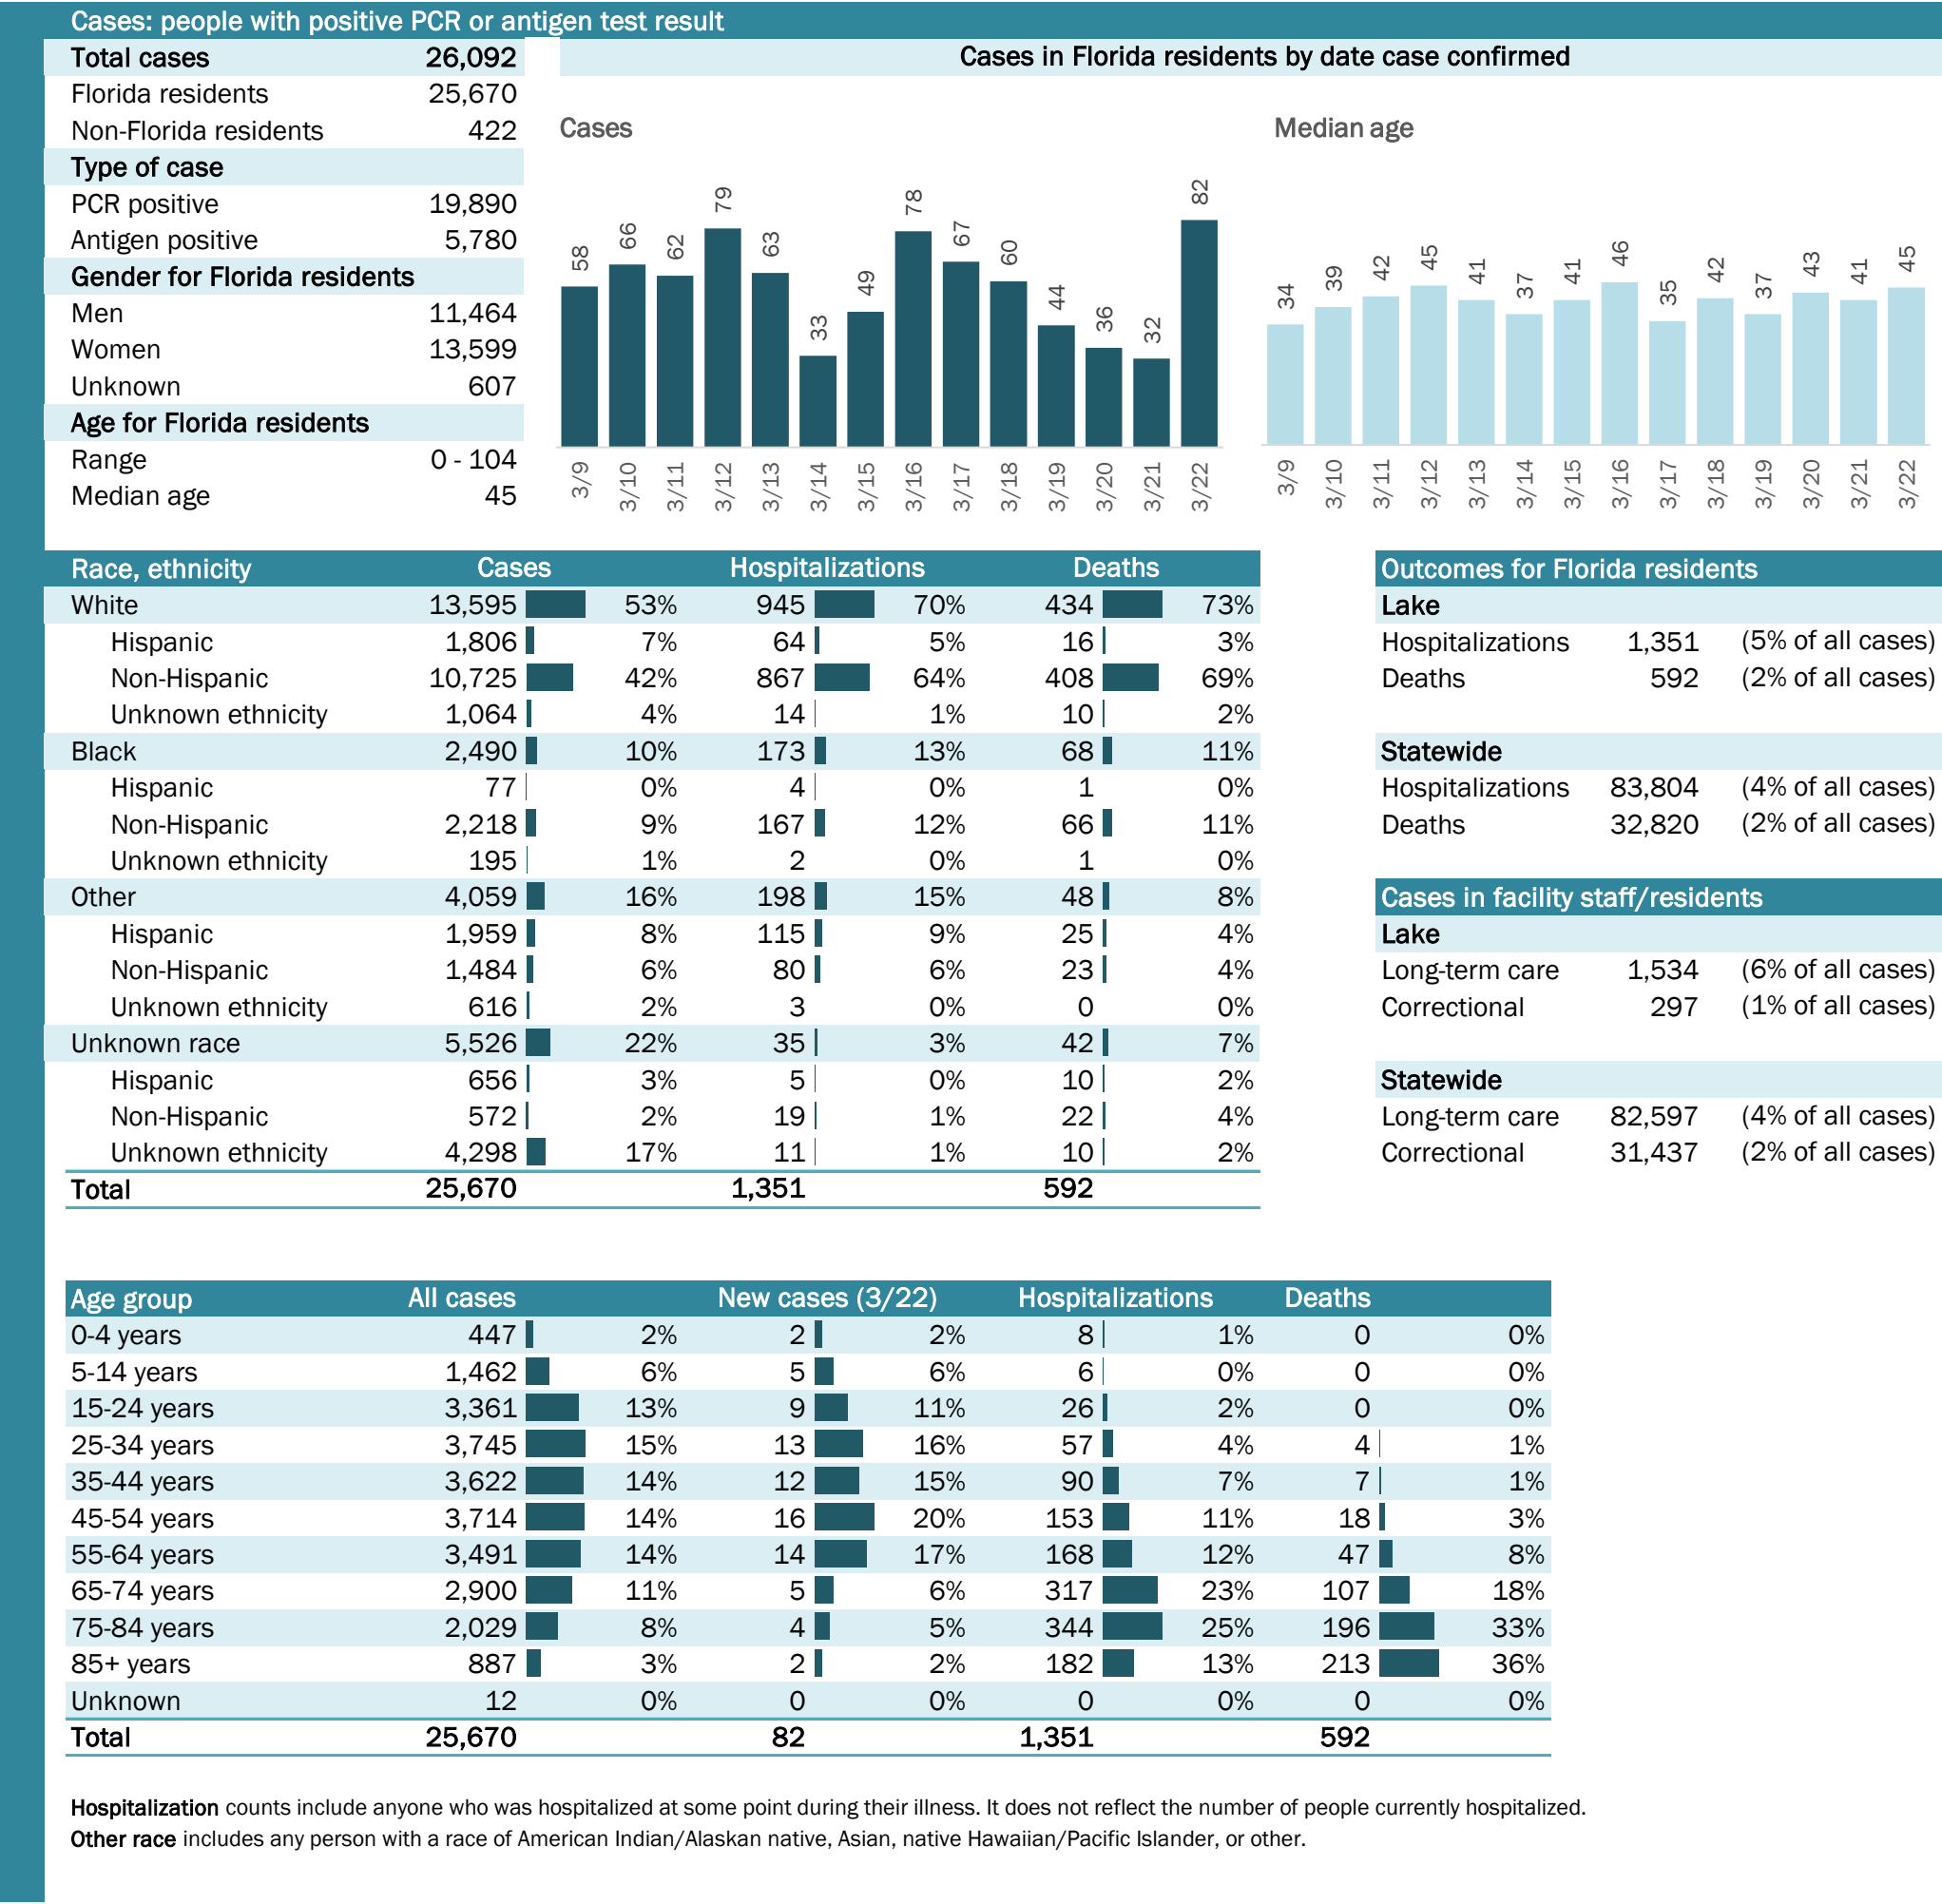 Cases: people with positive PCR or antigen test result
Total cases 26,092
Florida residents 25,670
Non-Florida residents 422
Type of case
PCR positive 19,890
Antigen positive 5,780
Gender for Florida residents
Men 11,464
Women 13,599
Unknown 607
Age for Florida residents
Range 0 - 104
Median age 45
Cases in Florida residents by date case confirmed
Cases
58 66 62 79 63 33 49 78 67 60 44 36 32 82
3/9 3/10 3/11 3/12 3/13 3/14 3/15 3/16 3/17 3/18 3/19 3/20 3/21 3/22
Median age
34 39 42 45 41 37 41 46 35 42 37 43 41 45
3/9 3/10 3/11 3/12 3/13 3/14 3/15 3/16 3/17 3/18 3/19 3/20 3/21 3/22
Race, ethnicity Cases Hospitalizations Deaths
White 13,595 53% 945 70% 434 73%
Hispanic 1,806 7% 64 5% 16 3%
Non-Hispanic 10,725 42% 867 64% 408 69%
Unknown ethnicity 1,064 4% 14 1% 10 2%
Black 2,490 10% 173 13% 68 11%
Hispanic 77 0% 4 0% 1 0%
Non-Hispanic 2,218 9% 167 12% 66 11%
Unknown ethnicity 195 1% 2 0% 1 0%
Other 4,059 16% 198 15% 48 8%
Hispanic 1,959 8% 115 9% 25 4%
Non-Hispanic 1,484 6% 80 6% 23 4%
Unknown ethnicity 616 2% 3 0% 0 0%
Unknown race 5,526 22% 35 3% 42 7%
Hispanic 656 3% 5 0% 10 2%
Non-Hispanic 572 2% 19 1% 22 4%
Unknown ethnicity 4,298 17% 11 1% 10 2%
Total 25,670 1,351 592
Outcomes for Florida residents
Lake
Hospitalizations 1,351 (5% of all cases)
Deaths 592 (2% of all cases)
Statewide
Hospitalizations 83,804 (4% of all cases)
Deaths 32,820 (2% of all cases)
Cases in facility staff/residents
Lake
Long-term care 1,534 (6% of all cases)
Correctional 297 (1% of all cases)
Statewide
Long-term care 82,597 (4% of all cases)
Correctional 31,437 (2% of all cases)
Age group All cases New cases (3/22) Hospitalizations Deaths
0-4 years 447 2% 2 2% 8 1% 0 0%
5-14 years 1,462 6% 5 6% 6 0% 0 0%
15-24 years 3,361 13% 9 11% 26 2% 0 0%
25-34 years 3,745 15% 13 16% 57 4% 4 1%
35-44 years 3,622 14% 12 15% 90 7% 7 1%
45-54 years 3,714 14% 16 20% 153 11% 18 3%
55-64 years 3,491 14% 14 17% 168 12% 47 8%
65-74 years 2,900 11% 5 6% 317 23% 107 18%
75-84 years 2,029 8% 4 5% 344 25% 196 33%
85+ years 887 3% 2 2% 182 13% 213 36%
Unknown 12 0% 0 0% 0 0% 0 0%
Total 25,670 82 1,351 592
Hospitalization counts include anyone who was hospitalized at some point during their illness. It does not reflect the number of people currently hospitalized.
Other race includes any person with a race of American Indian/Alaskan native, Asian, native Hawaiian/Pacific Islander, or other.